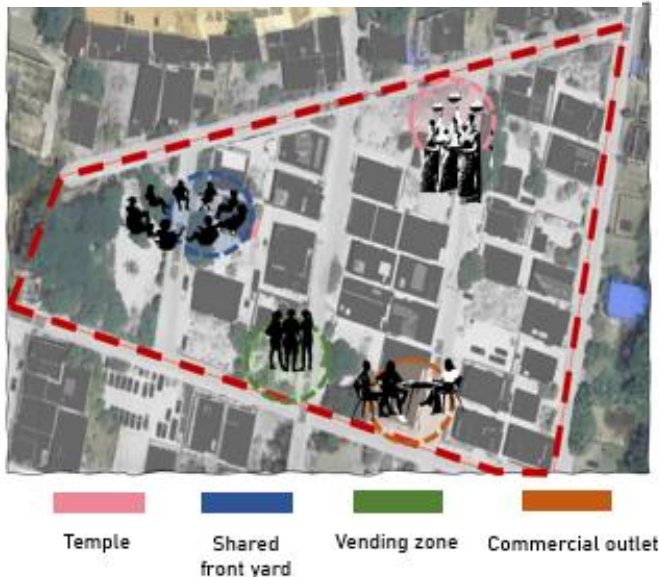 Temple
Shared
front yard
Vending zone
Commercial outlet